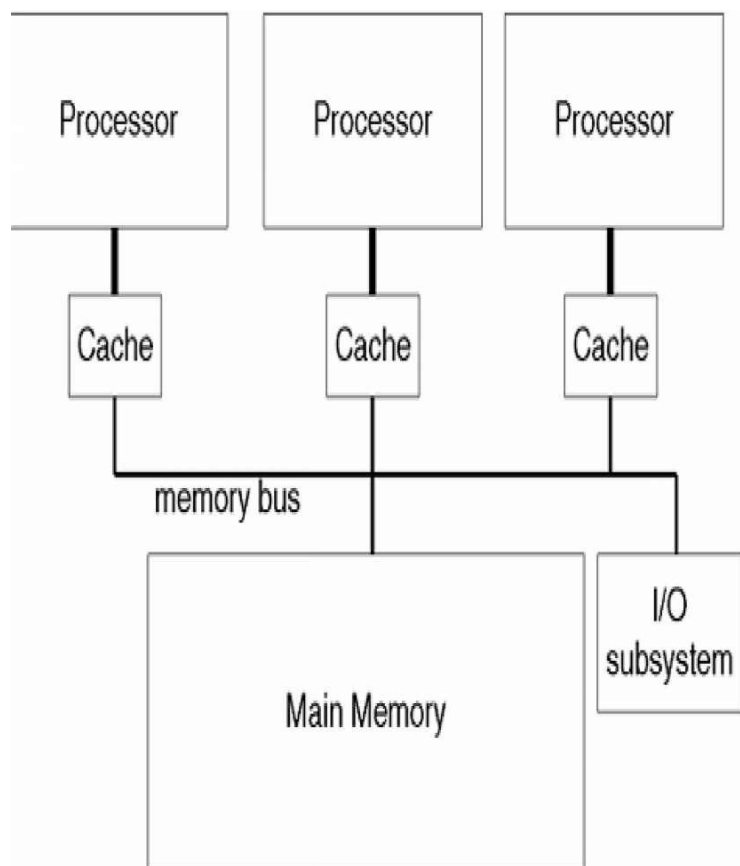 Processor
Processor
Processor
Cache
Cache
Cache
memory bus
I/O
subsystem
Main Memory